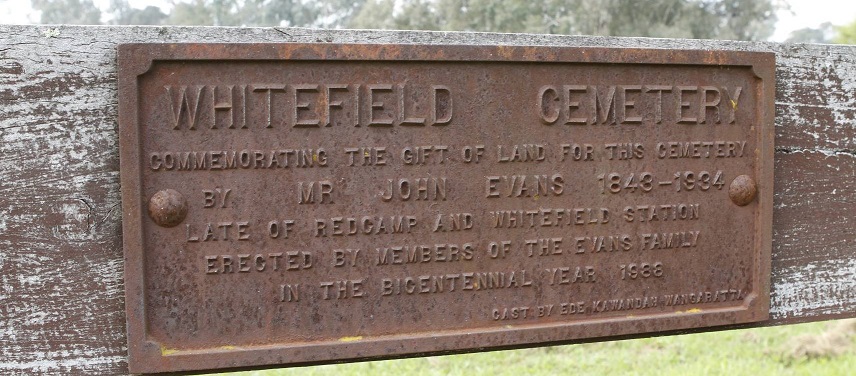 WHITEFIELD CEMETERY
COMMEMORATING THE GIFT OF LAND FOR THIS CEMETERY
BY MR JOHN EVANS 1843-1934
LATE OF REDCAMP AND WHITEFIELD STATION
ERECTED BY MEMBERS OF THE EVANS FAMILY
IN THE BICENTENNIAL YEAR 1988
CAST BY EDE KAWANDAH WANGARATTA